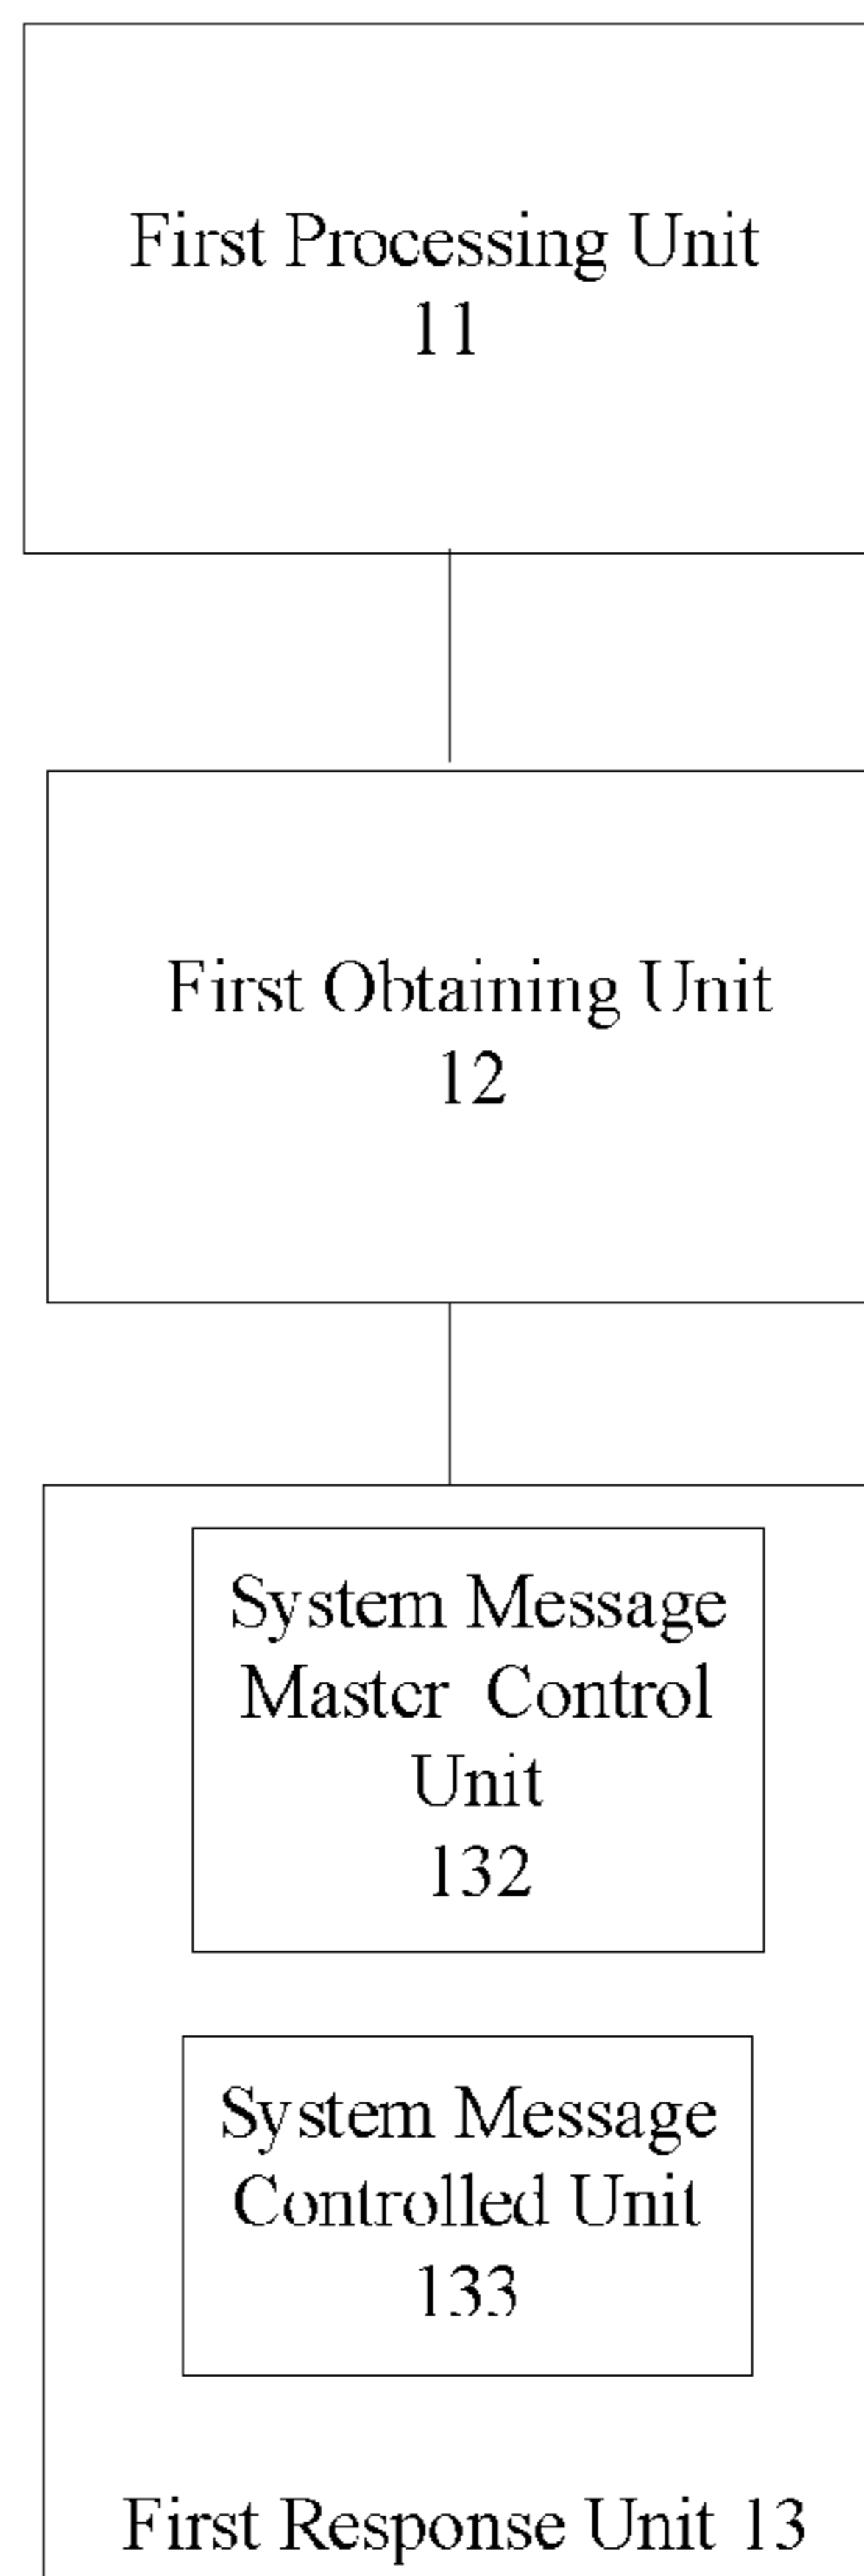 First Processing Unit
11
First Obtaining Unit
12
System Message
Master Control
Unit
132
System Message
Controlled Unit
133
First Response Unit 13